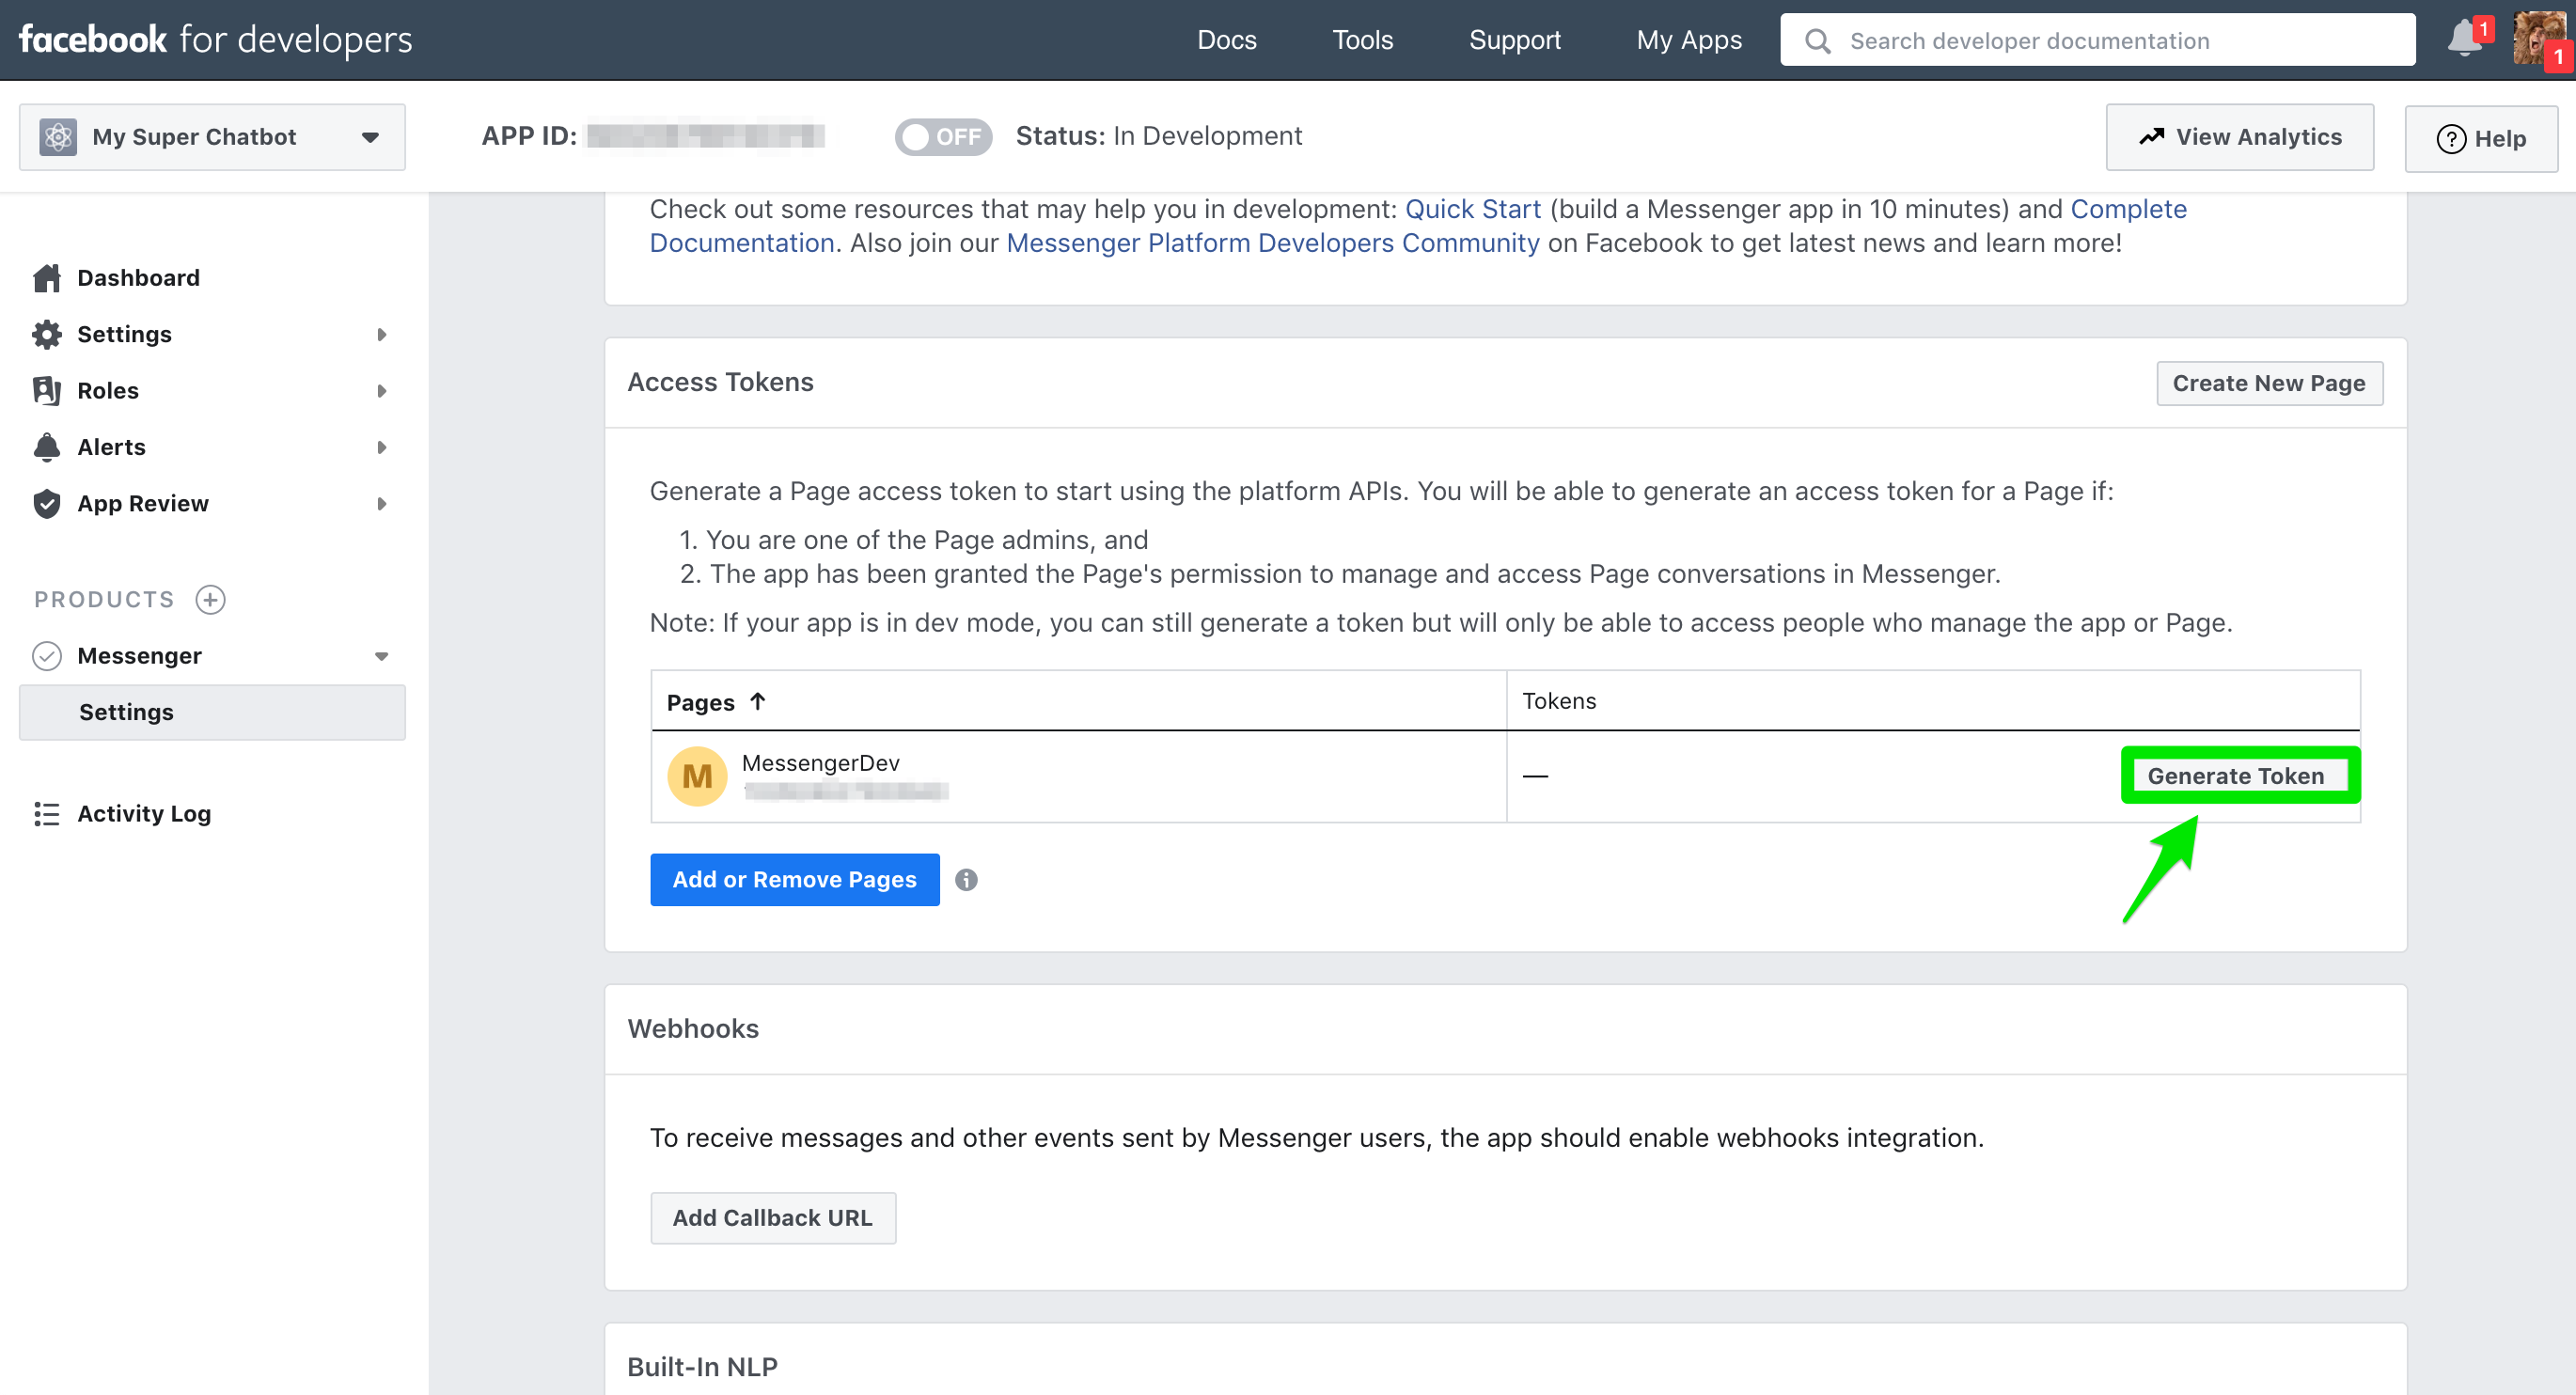 facebook for developers
Docs
Tools
Support
My Apps
Search developer documentation
1
1
My Super Chatbot
APP ID:
OFF
Status: In Development
View Analytics
Help
Dashboard
Settings
Roles
Alerts
App Review
PRODUCTS
Messenger
Settings
Activity Log
Check out some resources that may help you in development: Quick Start (build a Messenger app in 10 minutes) and Complete
Documentation. Also join our Messenger Platform Developers Community on Facebook to get latest news and learn more!
Access Tokens
Create New Page
Generate a Page access token to start using the platform APIs. You will be able to generate an access token for a Page if:
1. You are one of the Page admins, and
2. The app has been granted the Page's permission to manage and access Page conversations in Messenger.
Note: If your app is in dev mode, you can still generate a token but will only be able to access people who manage the app or Page.
Pages
Tokens
M
MessengerDev
—
Generate Token
Add or Remove Pages
Webhooks
To receive messages and other events sent by Messenger users, the app should enable webhooks integration.
Add Callback URL
Built-In NLP